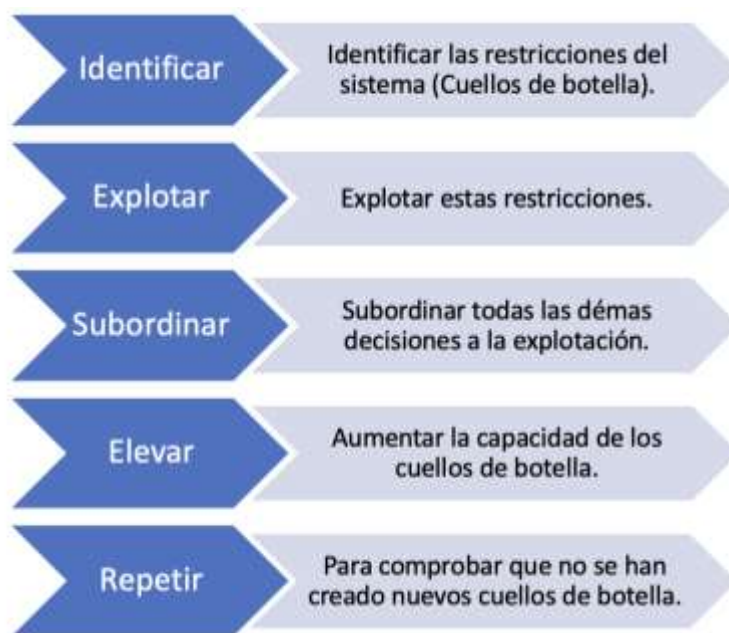 Identificar
Identificar las restricciones del
sistema (Cuellos de botella).
Explotar
Explotar estas restricciones.
Subordinar
Subordinar todas las démas
decisiones a la explotación.
Elevar
Aumentar la capacidad de los
cuellos de botella.
Repetir
Para comprobar que no se han
creado nuevos cuellos de botella.